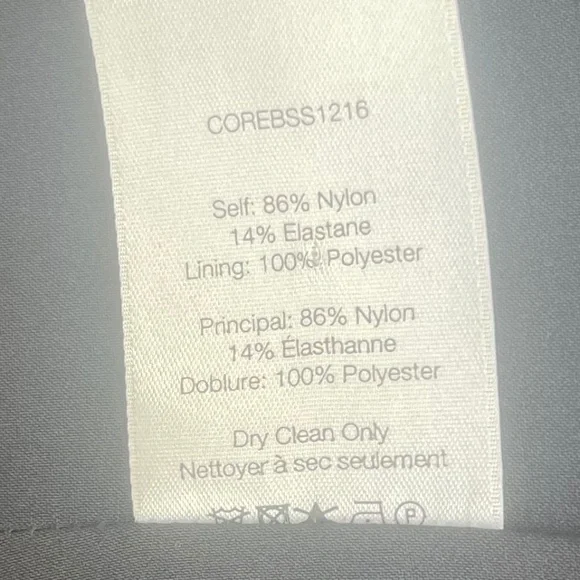 COREBSS1216
Self: 86% Nylon
14% Elastane
Lining: 100% Polyester
Principal: 86% Nylon
14% Élasthanne
Doblure: 100% Polyester
Dry Clean Only
Nettoyer à sec seulement
P